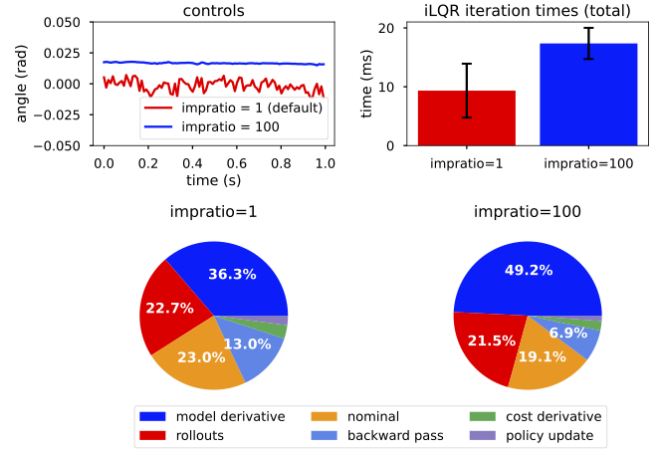 controls
0.050
0.025
0.000
−0.025
−0.050
angle (rad)
impratio = 1 (default)
impratio = 100
0.0 0.2 0.4 0.6 0.8 1.0
time (s)
iLQR iteration times (total)
20
10
0
time (ms)
impratio=1 impratio=100
impratio=1
36.3%
22.7%
23.0%
13.0%
impratio=100
49.2%
21.5%
19.1%
6.9%
model derivative nominal cost derivative
rollouts backward pass policy update